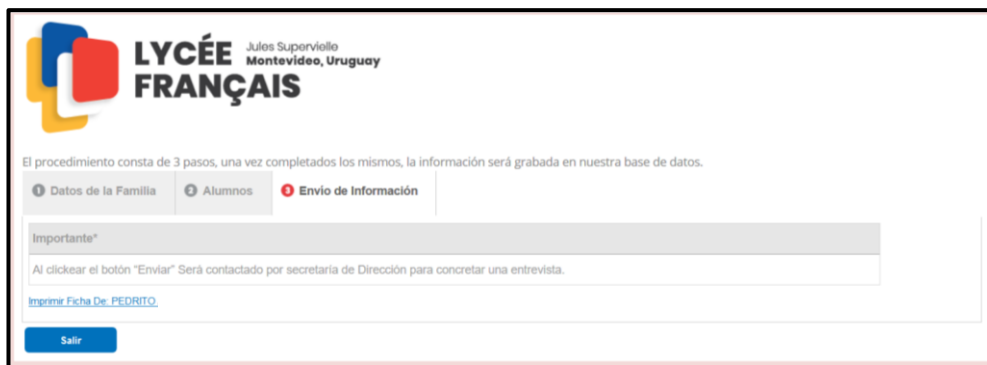 LYCÉE
FRANÇAIS
Jules Supervielle
Montevideo, Uruguay
El procedimiento consta de 3 pasos, una vez completados los mismos, la información será grabada en nuestra base de datos.
1 Datos de la Familia 2 Alumnos 3 Envio de Información
Importante*
Al clickear el botón "Enviar" Será contactado por secretaría de Dirección para concretar una entrevista.
Imprimir Ficha De: PEDRITO
Salir